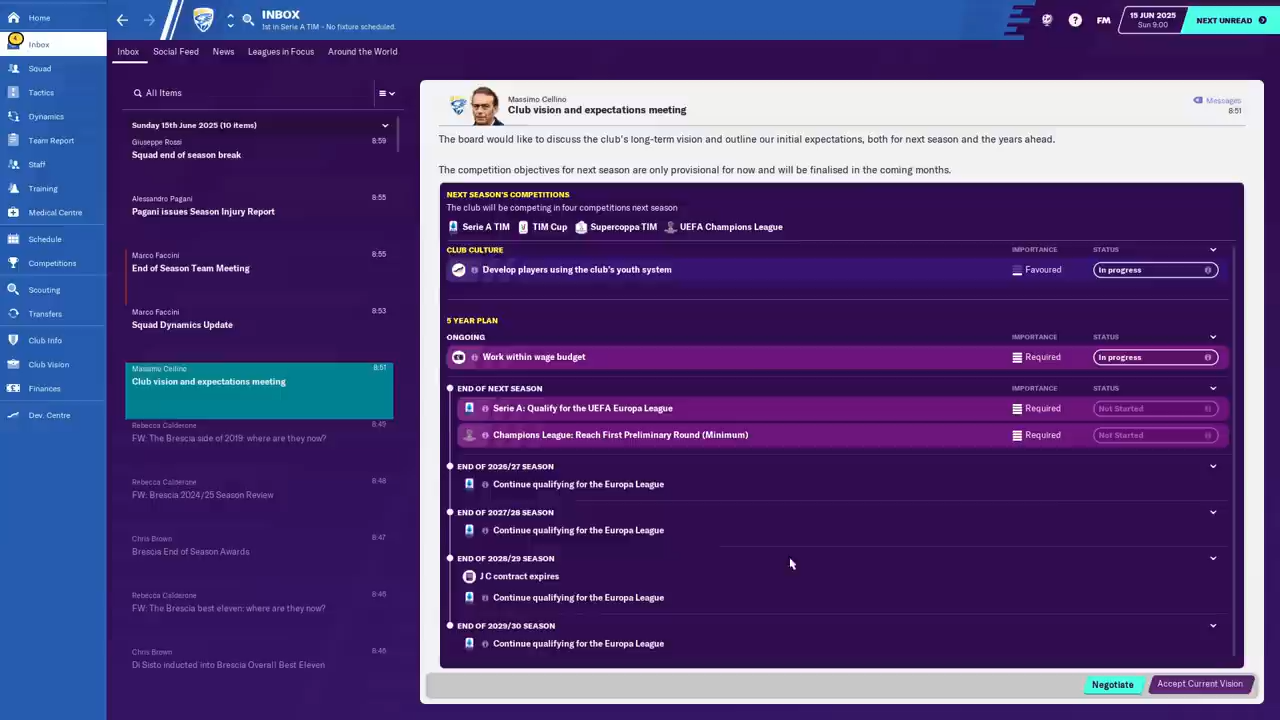 Home
Inbox
Squad
Tactics
Dynamics
Team Report
Staff
Training
Medical Centre
Schedule
Competitions
Scouting
Transfers
Club Info
Club Vision
Finances
Dev. Centre
INBOX
1st in Serie A TIM - No fixture scheduled.
FM
15 JUN 2025
Sun 9:00
NEXT UNREAD
Inbox Social Feed News Leagues in Focus Around the World
All Items
Sunday 15th June 2025 (10 items)
Giuseppe Rossi 8:59
Squad end of season break
Alessandro Pagani 8:55
Pagani issues Season Injury Report
Marco Faccini 8:55
End of Season Team Meeting
Marco Faccini 8:53
Squad Dynamics Update
Massimo Cellino 8:51
Club vision and expectations meeting
Rebecca Calderone 8:49
FW: The Brescia side of 2019: where are they now?
Rebecca Calderone 8:48
FW: Brescia 2024/25 Season Review
Chris Brown 8:47
Brescia End of Season Awards
Rebecca Calderone 8:46
FW: The Brescia best eleven: where are they now?
Chris Brown 8:46
Di Sisto inducted into Brescia Overall Best Eleven
Massimo Cellino
Club vision and expectations meeting
Messages
8:51
The board would like to discuss the club's long-term vision and outline our initial expectations, both for next season and the years ahead.
The competition objectives for next season are only provisional for now and will be finalised in the coming months.
NEXT SEASON'S COMPETITIONS
The club will be competing in four competitions next season
Serie A TIM TIM Cup Supercoppa TIM UEFA Champions League
CLUB CULTURE IMPORTANCE STATUS
Develop players using the club's youth system Favoured In progress
5 YEAR PLAN
ONGOING IMPORTANCE STATUS
Work within wage budget Required In progress
END OF NEXT SEASON IMPORTANCE STATUS
Serie A: Qualify for the UEFA Europa League Required Not Started
Champions League: Reach First Preliminary Round (Minimum) Required Not Started
END OF 2026/27 SEASON
Continue qualifying for the Europa League
END OF 2027/28 SEASON
Continue qualifying for the Europa League
END OF 2028/29 SEASON
J C contract expires
Continue qualifying for the Europa League
END OF 2029/30 SEASON
Continue qualifying for the Europa League
Negotiate Accept Current Vision